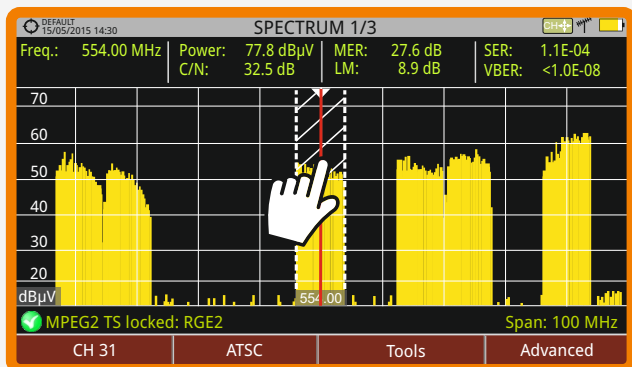 DEFAULT
15/05/2015 14:30
SPECTRUM 1/3
CH
Freq.: 554.00 MHz Power: 77.8 dBµV MER: 27.6 dB SER: 1.1E-04
C/N: 32.5 dB LM: 8.9 dB VBER: <1.0E-08
70
60
50
40
30
20
dBµV
554.00
MPEG2 TS locked: RGE2 Span: 100 MHz
CH 31 ATSC Tools Advanced